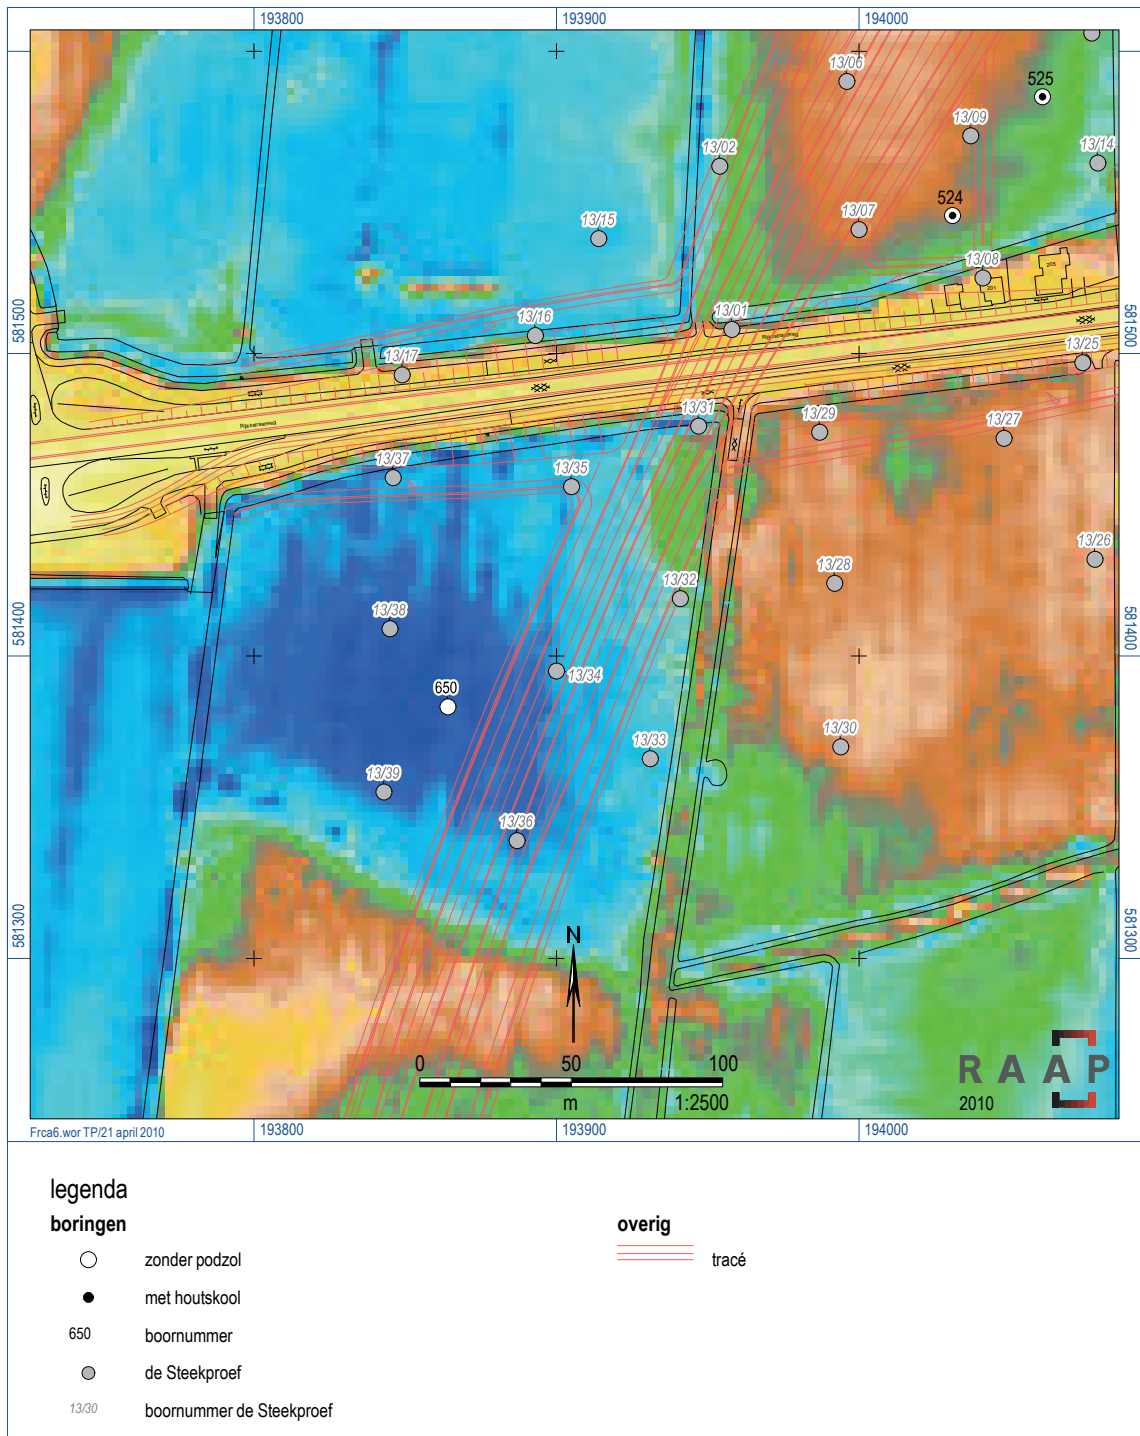 193800 193900 194000
13/06
525
13/09
13/02
13/14
524
13/15
13/07
13/08
205
201
581500
13/16
13/01
581500
13/17
13/25
13/31
13/29
13/27
13/37
13/35
13/26
13/32
13/28
13/38
581400
581400
13/34
650
13/33
13/30
13/39
13/36
581300
581300
N
0 50 100
m 1:2500
RAAP
2010
Frca6.wor TP/21 april 2010
193800 193900 194000
legenda
boringen
zonder podzol
met houtskool
650 boornummer
de Steekproef
13/30 boornummer de Steekproef
overig
tracé